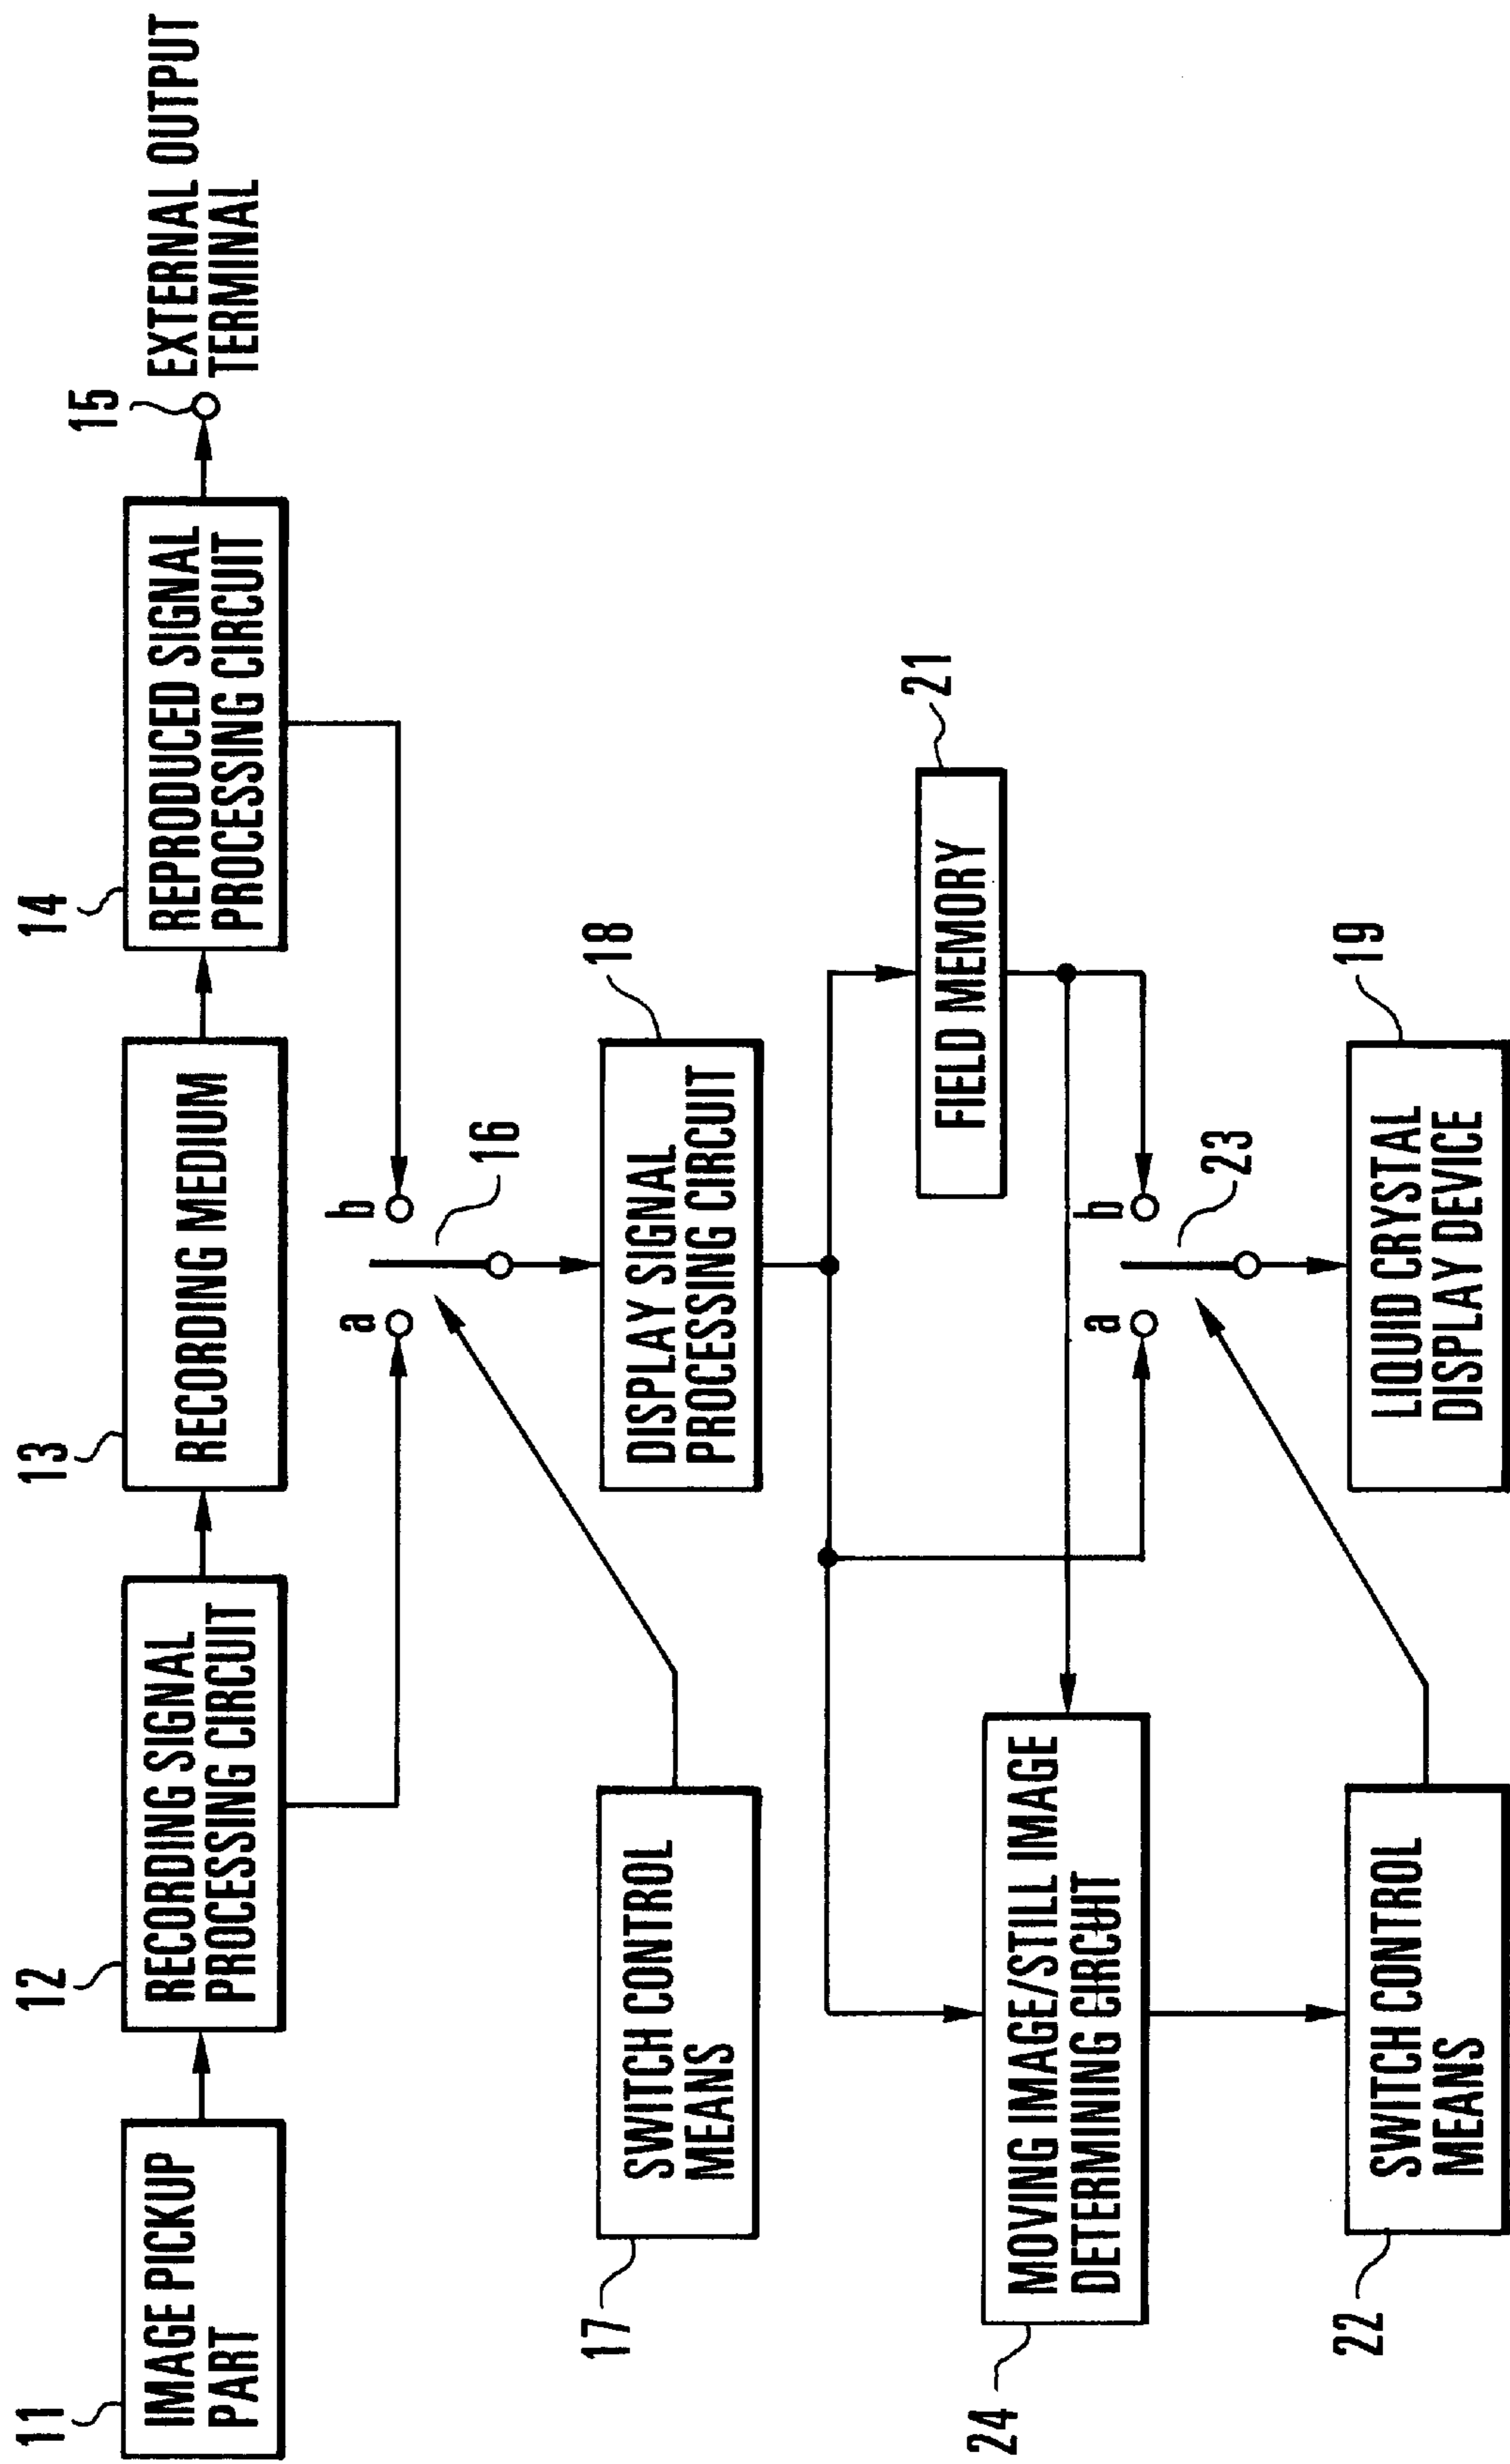 11
IMAGE PICKUP
PART
12
RECORDING SIGNAL
PROCESSING CIRCUIT
13
RECORDING MEDIUM
14
REPRODUCED SIGNAL
PROCESSING CIRCUIT
15
EXTERNAL OUTPUT
TERMINAL
a
b
16
17
SWITCH CONTROL
MEANS
18
DISPLAY SIGNAL
PROCESSING CIRCUIT
21
FIELD MEMORY
24
MOVING IMAGE/STILL IMAGE
DETERMINING CIRCUIT
a
b
23
22
SWITCH CONTROL
MEANS
19
LIQUID CRYSTAL
DISPLAY DEVICE